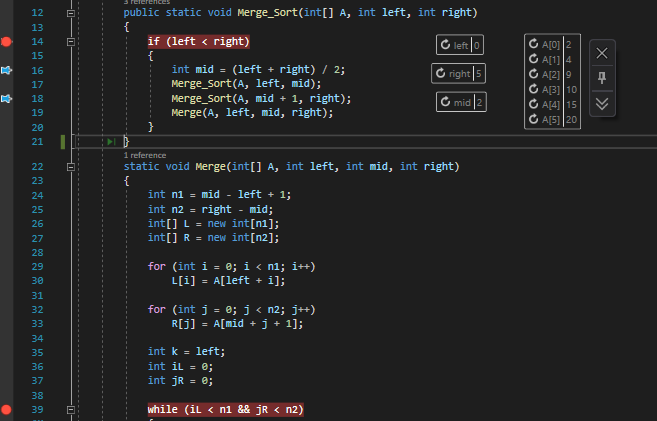 3 references
12 public static void Merge_Sort(int[] A, int left, int right)
13 {
14 if (left < right) left 0 A[0] 2
15 { A[1] 4
16 int mid = (left + right) / 2; right 5 A[2] 9
17 Merge_Sort(A, left, mid); A[3] 10
18 Merge_Sort(A, mid + 1, right); mid 2 A[4] 15
19 Merge(A, left, mid, right); A[5] 20
20 }
21 }
1 reference
22 static void Merge(int[] A, int left, int mid, int right)
23 {
24 int n1 = mid - left + 1;
25 int n2 = right - mid;
26 int[] L = new int[n1];
27 int[] R = new int[n2];
28
29 for (int i = 0; i < n1; i++)
30 L[i] = A[left + i];
31
32 for (int j = 0; j < n2; j++)
33 R[j] = A[mid + j + 1];
34
35 int k = left;
36 int iL = 0;
37 int jR = 0;
38
39 while (iL < n1 && jR < n2)